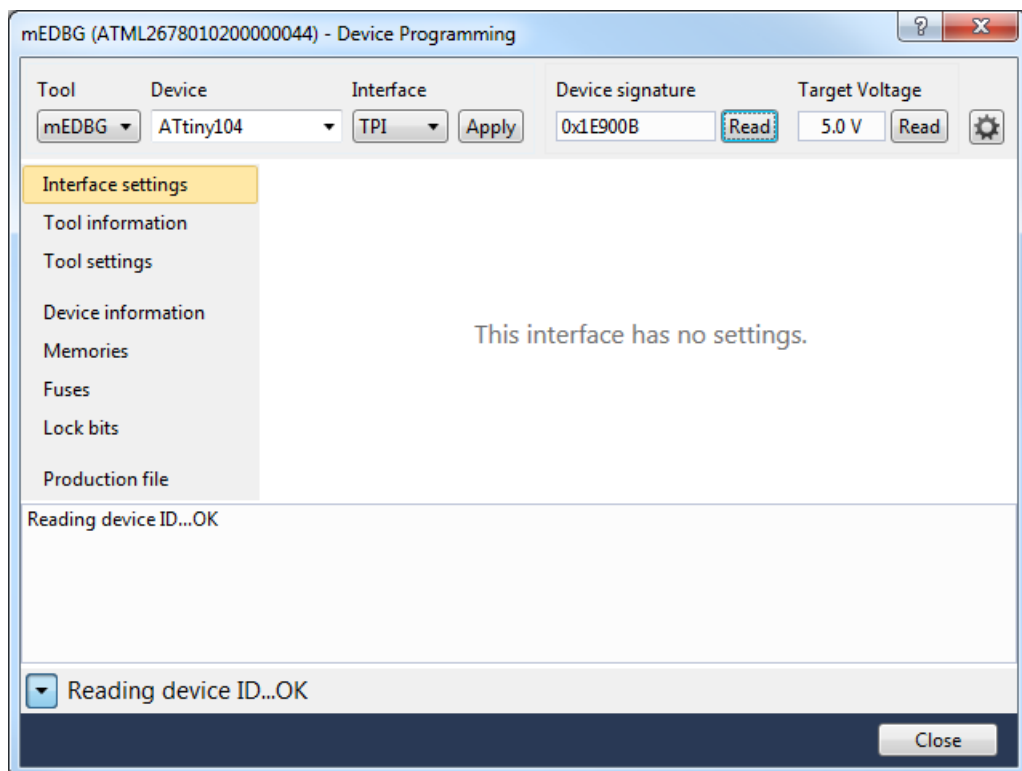 mEDBG (ATML2678010200000044) - Device Programming
?
Tool Device Interface Device signature Target Voltage
mEDBG ATtiny104 TPI Apply 0x1E900B Read 5.0 V Read
Interface settings
Tool information
Tool settings
Device information
Memories
Fuses
Lock bits
Production file
This interface has no settings.
Reading device ID...OK
Reading device ID...OK
Close